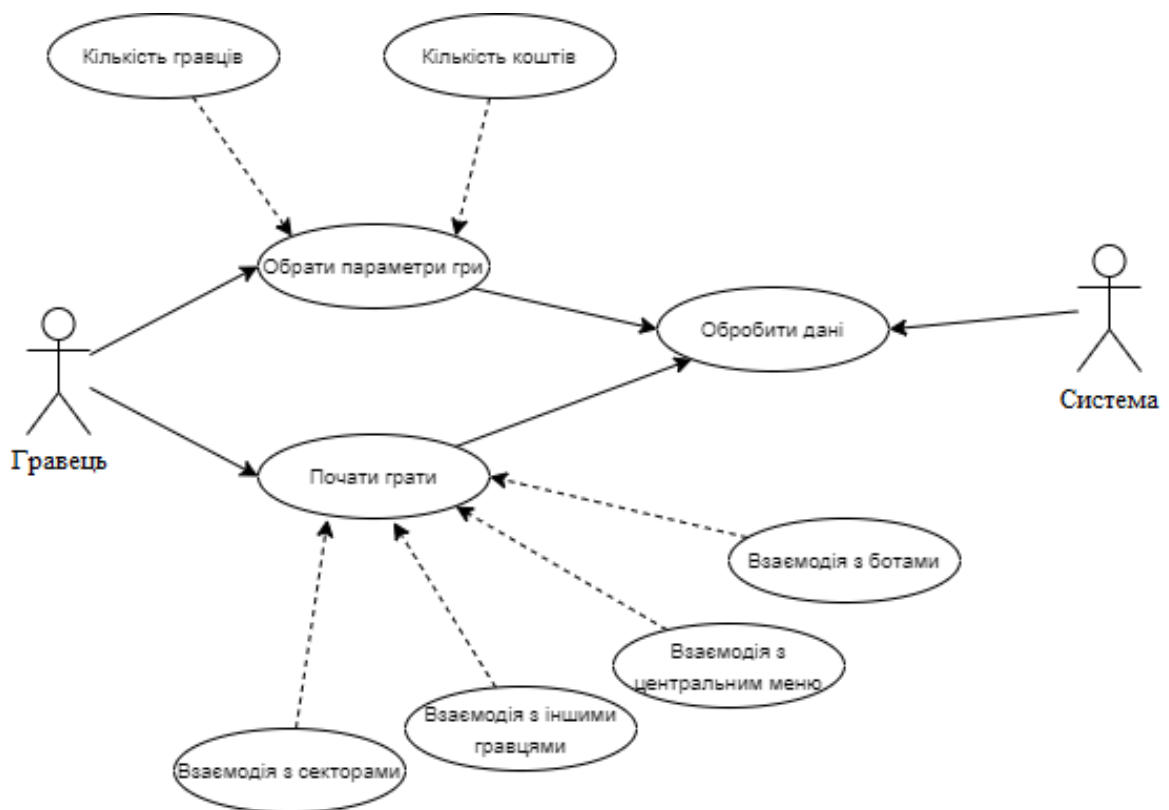 Кількість гравців
Кількість коштів
Обрати параметри гри
Обробити дані
Система
Гравець
Почати грати
Взаємодія з ботами
Взаємодія з
центральним меню
Взаємодія з іншими
гравцями
Взаємодія з секторами